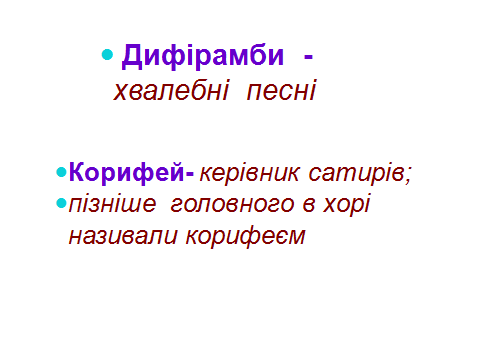 • Дифірамби -
хвалебні песні
•Корифей- керівник сатирів;
•пізніше головного в хорі
називали корифеєм